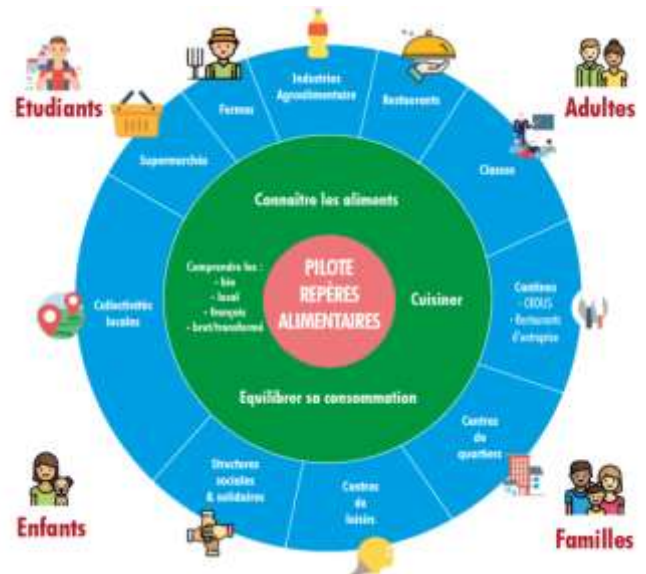 Etudiants
Adultes
Fermes
Industries
Agroalimentaire
Restaurants
Supermarchés
Classes
Connaître les aliments
Comprendre les :
- bio
- local
- français
- brut/transformé
PILOTE
REPÈRES
ALIMENTAIRES
Cuisiner
Collectivités
locales
Cantines
- CROUS
- Restaurants
d'entreprise
Equilibrer sa consommation
Centres
de
quartiers
Structures
sociales
& solidaires
Centres
de
loisirs
Enfants
Familles